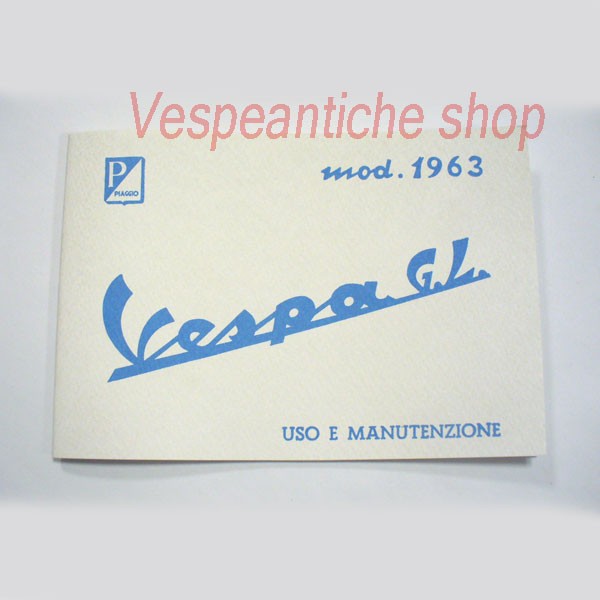 Vespeantiche shop
P
PIAGGIO
mod. 1963
Vespa G.L.
USO E MANUTENZIONE